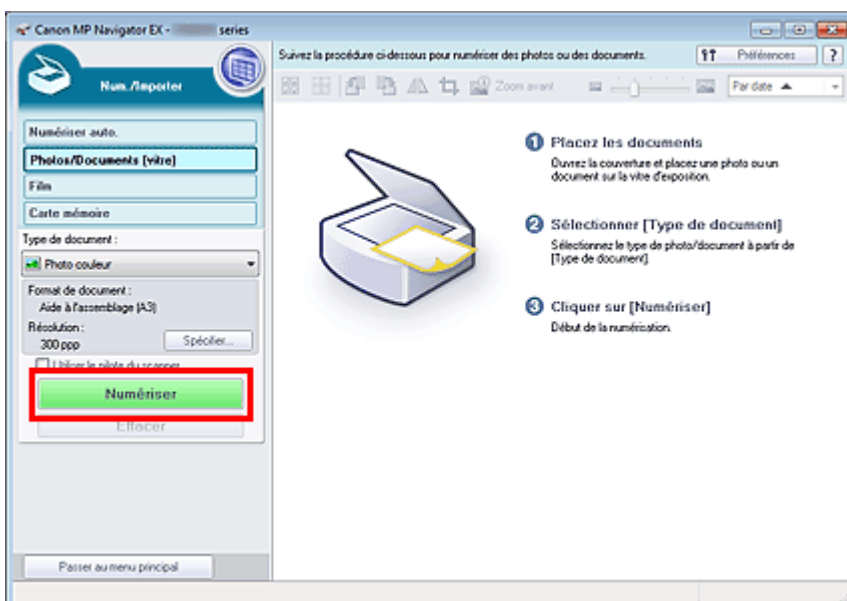 Canon MP Navigator EX - series
Num./Importer
Numériser auto.
Photos/Documents (vitre)
Film
Carte mémoire
Type de document :
Photo couleur
Format de document :
Aide à l'assemblage (A3)
Résolution :
300 ppp
Spécifier...
Utiliser le pilote du scanner
Numériser
Effacer
Passer au menu principal
Suivez la procédure ci-dessous pour numériser des photos ou des documents.
Préférences
?
Zoom avant
Par date
1 Placez les documents
Ouvrez la couverture et placez une photo ou un
document sur la vitre d'exposition.
2 Sélectionner [Type de document]
Sélectionnez le type de photo/document à partir de
[Type de document].
3 Cliquer sur [Numériser]
Début de la numérisation.